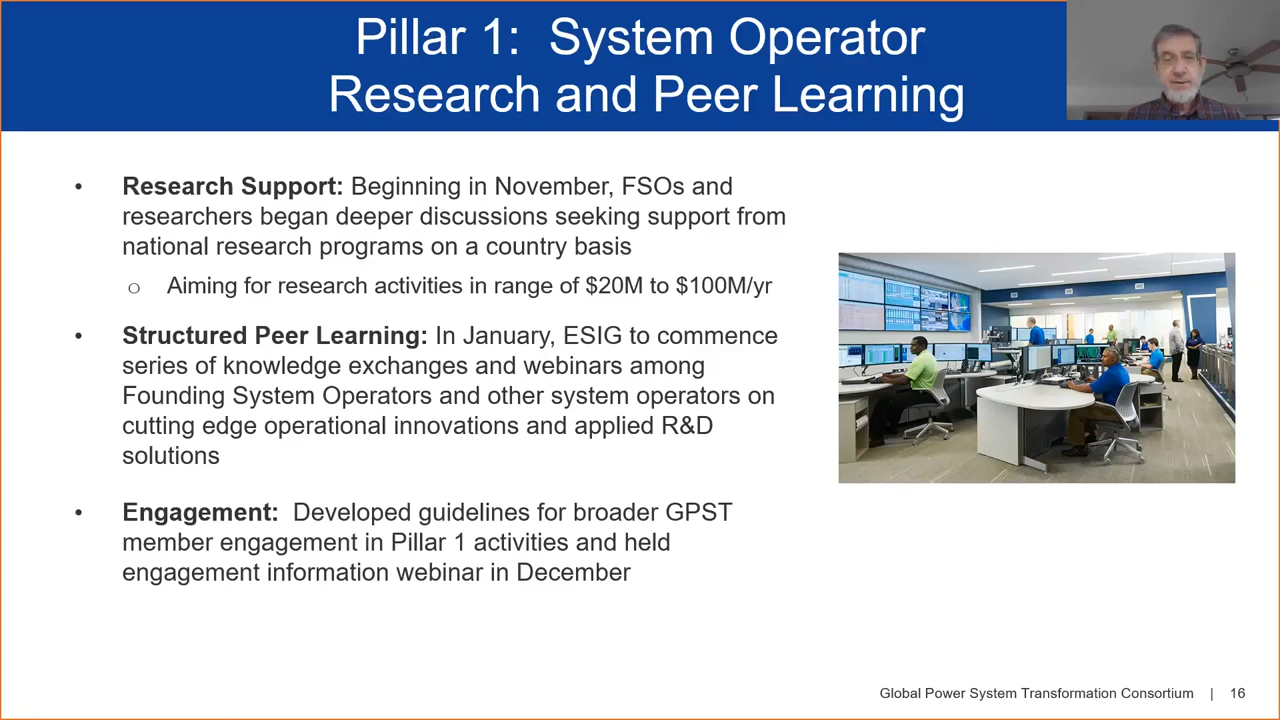 Pillar 1:  System Operator
Research and Peer Learning
• Research Support: Beginning in November, FSOs and
researchers began deeper discussions seeking support from
national research programs on a country basis
o Aiming for research activities in range of $20M to $100M/yr
• Structured Peer Learning: In January, ESIG to commence
series of knowledge exchanges and webinars among
Founding System Operators and other system operators on
cutting edge operational innovations and applied R&D
solutions
• Engagement:  Developed guidelines for broader GPST
member engagement in Pillar 1 activities and held
engagement information webinar in December
Global Power System Transformation Consortium | 16